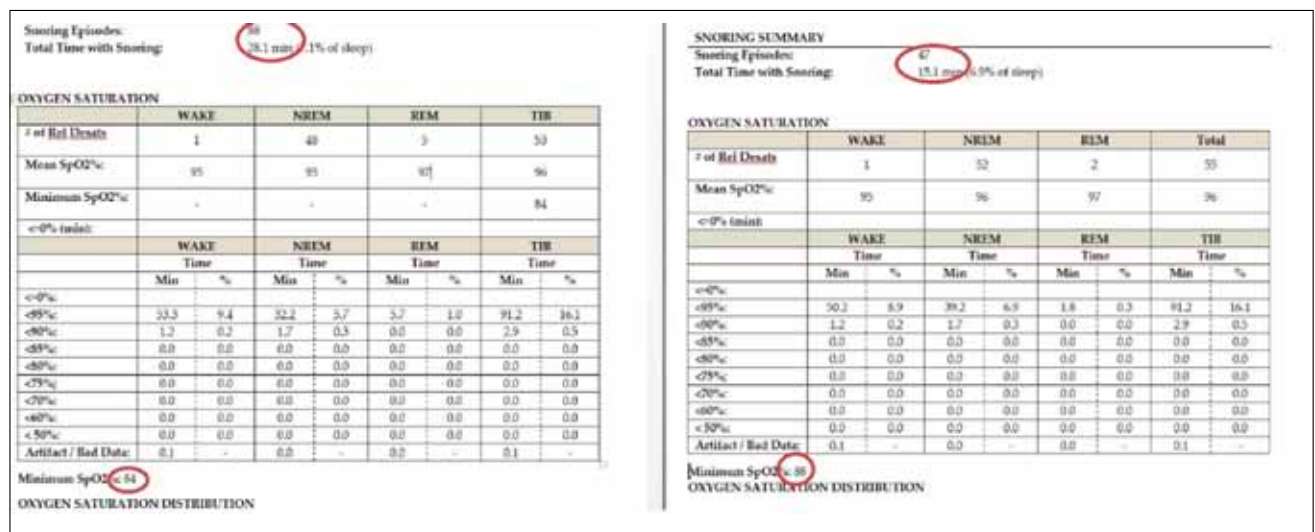 Snoring Episodes:
Total Time with Snoring: 28.1 min .1% of sleep)
OXYGEN SATURATION
WAKE NREM REM TIB
# of Rel Desats 1
Mean SpO2%: 95 95 97 96
Minimum SpO2%: - - - 84
<=0% (min):
WAKE NREM REM TIB
Time Time Time Time
Min % Min % Min % Min %
<=0%:
<95%: 53.3 9.4 32.2 5.7 5.7 1.0 91.2 16.1
<90%: 1.2 0.2 1.7 0.3 0.0 0.0 2.9 0.5
<85%: 0.0 0.0 0.0 0.0 0.0 0.0 0.0 0.0
<80%: 0.0 0.0 0.0 0.0 0.0 0.0 0.0 0.0
<75%: 0.0 0.0 0.0 0.0 0.0 0.0 0.0 0.0
<70%: 0.0 0.0 0.0 0.0 0.0 0.0 0.0 0.0
<60%: 0.0 0.0 0.0 0.0 0.0 0.0 0.0 0.0
< 50%: 0.0 0.0 0.0 0.0 0.0 0.0 0.0 0.0
Artifact / Bad Data: 0.1 - 0.0 - 0.0 - 0.1 -
Minimum SpO2 84
OXYGEN SATURATION DISTRIBUTION
SNORING SUMMARY
Snoring Episodes: 47
Total Time with Snoring: 15.1 min 6.9% of sleep)
OXYGEN SATURATION
WAKE NREM REM Total
# of Rel Desats 1 52 2 55
Mean SpO2%: 95 96 97 96
<=0% (min):
WAKE NREM REM TIB
Time Time Time Time
Min % Min % Min % Min %
<=0%:
<95%: 50.2 8.9 39.2 6.9 1.8 0.3 91.2 16.1
<90%: 1.2 0.2 1.7 0.3 0.0 0.0 2.9 0.5
<85%: 0.0 0.0 0.0 0.0 0.0 0.0 0.0 0.0
<80%: 0.0 0.0 0.0 0.0 0.0 0.0 0.0 0.0
<75%: 0.0 0.0 0.0 0.0 0.0 0.0 0.0 0.0
<70%: 0.0 0.0 0.0 0.0 0.0 0.0 0.0 0.0
<60%: 0.0 0.0 0.0 0.0 0.0 0.0 0.0 0.0
< 50%: 0.0 0.0 0.0 0.0 0.0 0.0 0.0 0.0
Artifact / Bad Data: 0.1 - 0.0 - 0.0 - 0.1 -
Minimum SpO2 88
OXYGEN SATURATION DISTRIBUTION